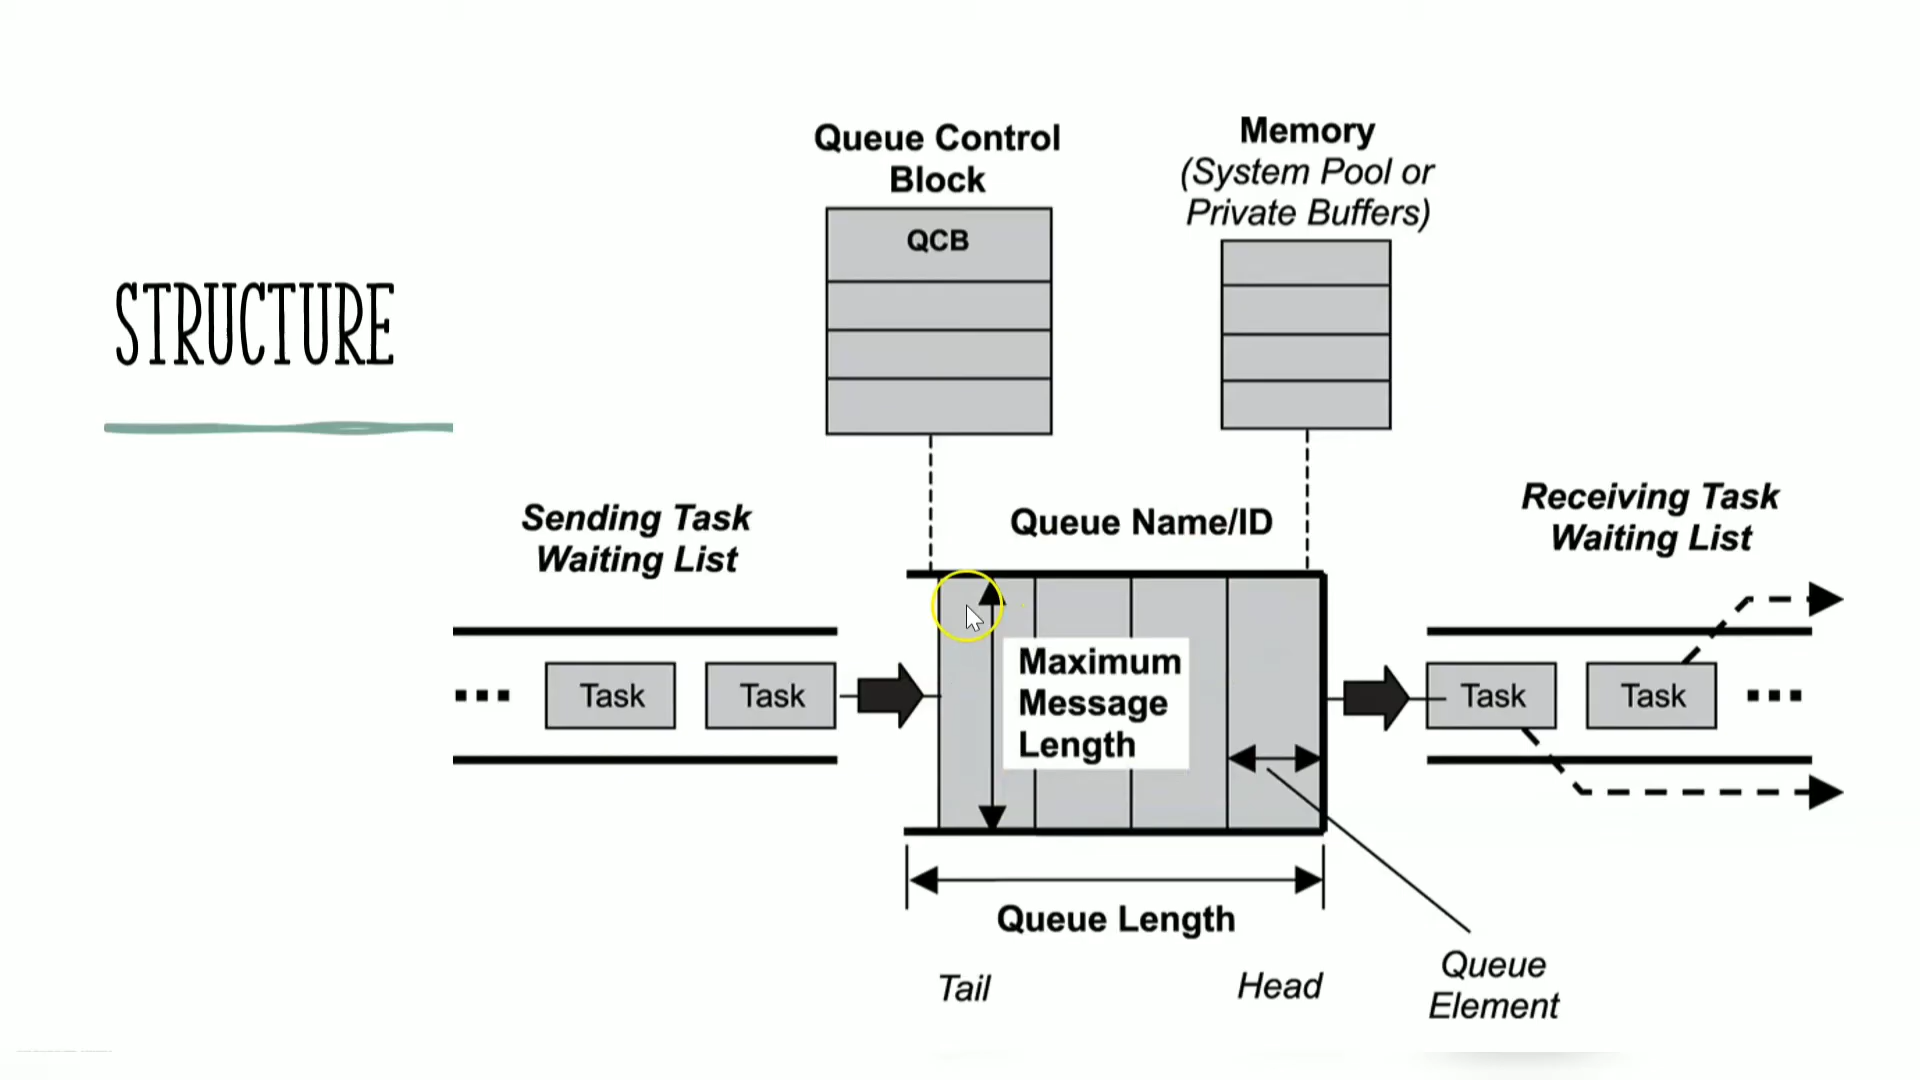 STRUCTURE
Queue Control
Block
QCB
Memory
(System Pool or
Private Buffers)
Sending Task
Waiting List
Queue Name/ID
Receiving Task
Waiting List
Task
Task
Maximum
Message
Length
Task
Task
Queue Length
Tail
Head
Queue
Element